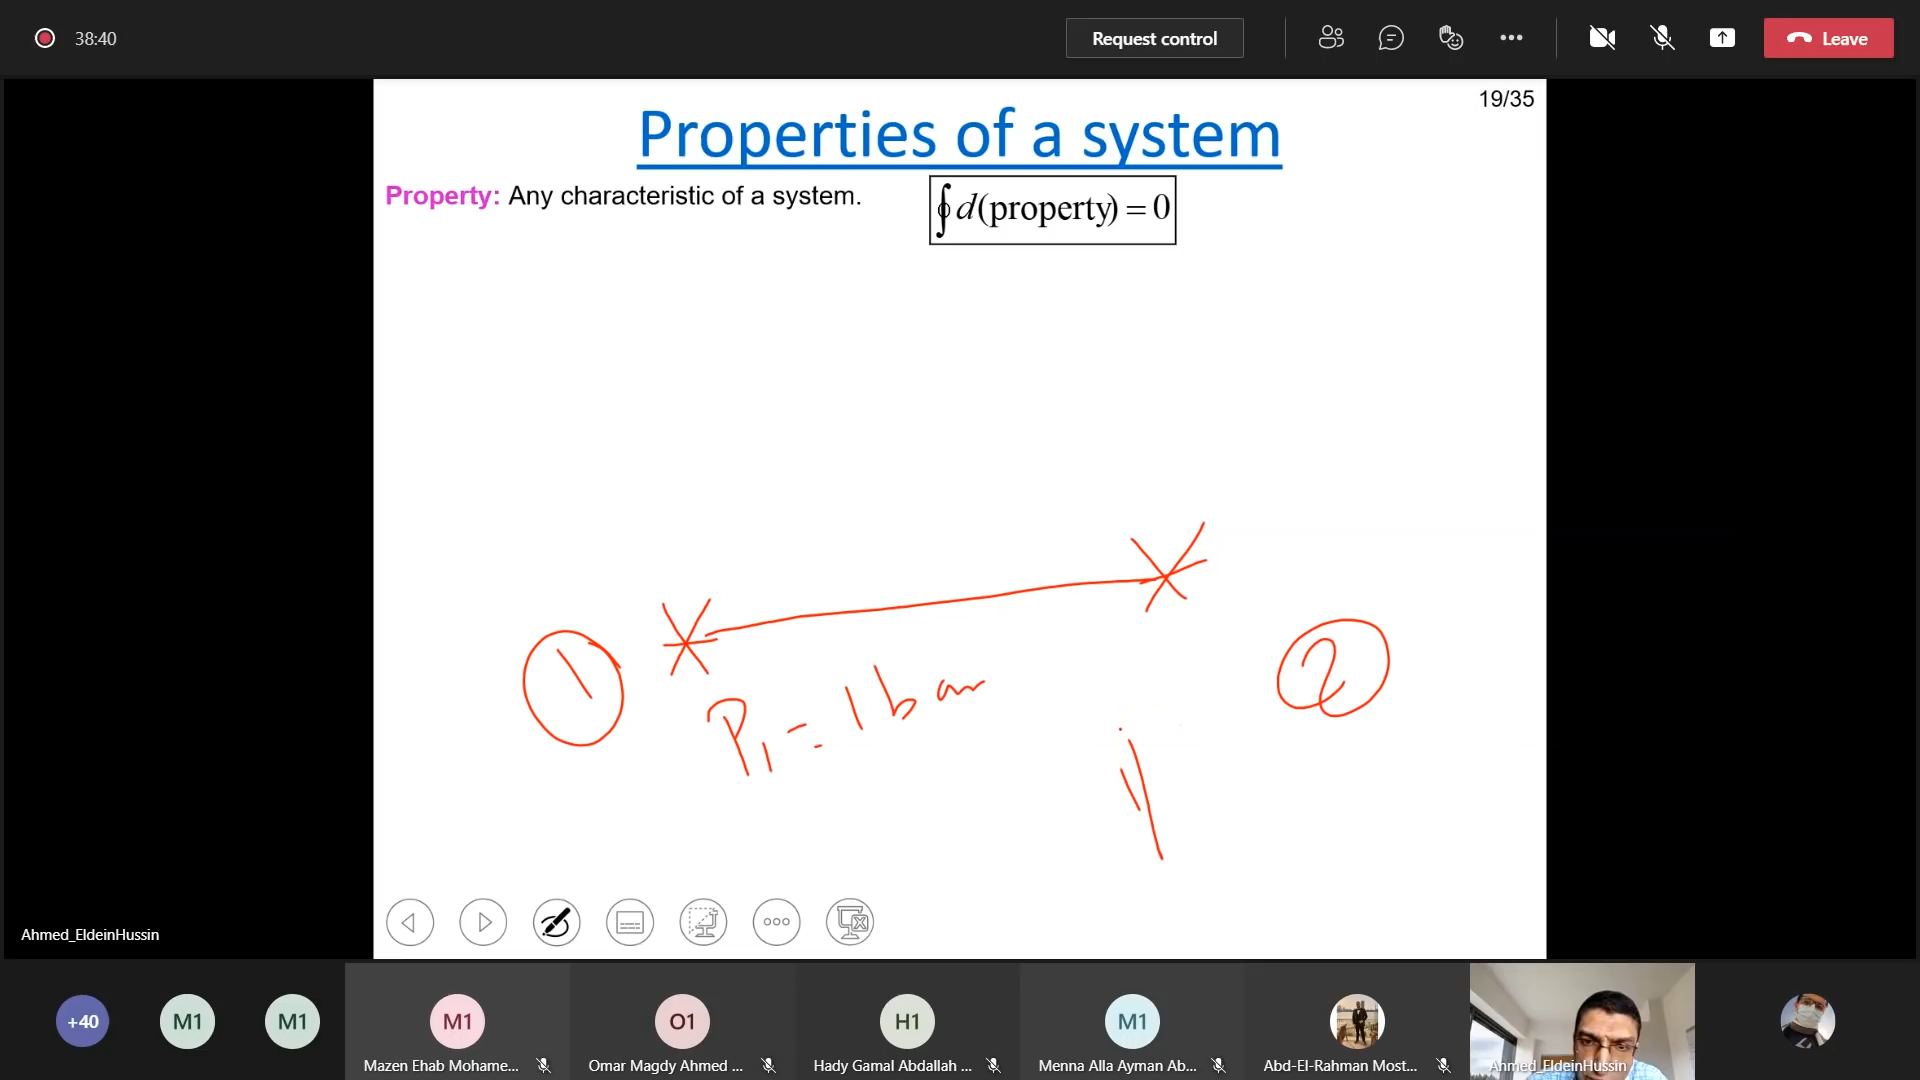 38:40
Request control
Leave
19/35
Properties of a system
Property: Any characteristic of a system.
∮ d(property) = 0
1
2
P₁ = 1 bar
Ahmed_EldeinHussin
+40
M1
M1
M1
O1
H1
M1
Mazen Ehab Mohame...
Omar Magdy Ahmed ...
Hady Gamal Abdallah ...
Menna Alla Ayman Ab...
Abd-El-Rahman Most...
Ahmed_EldeinHussin